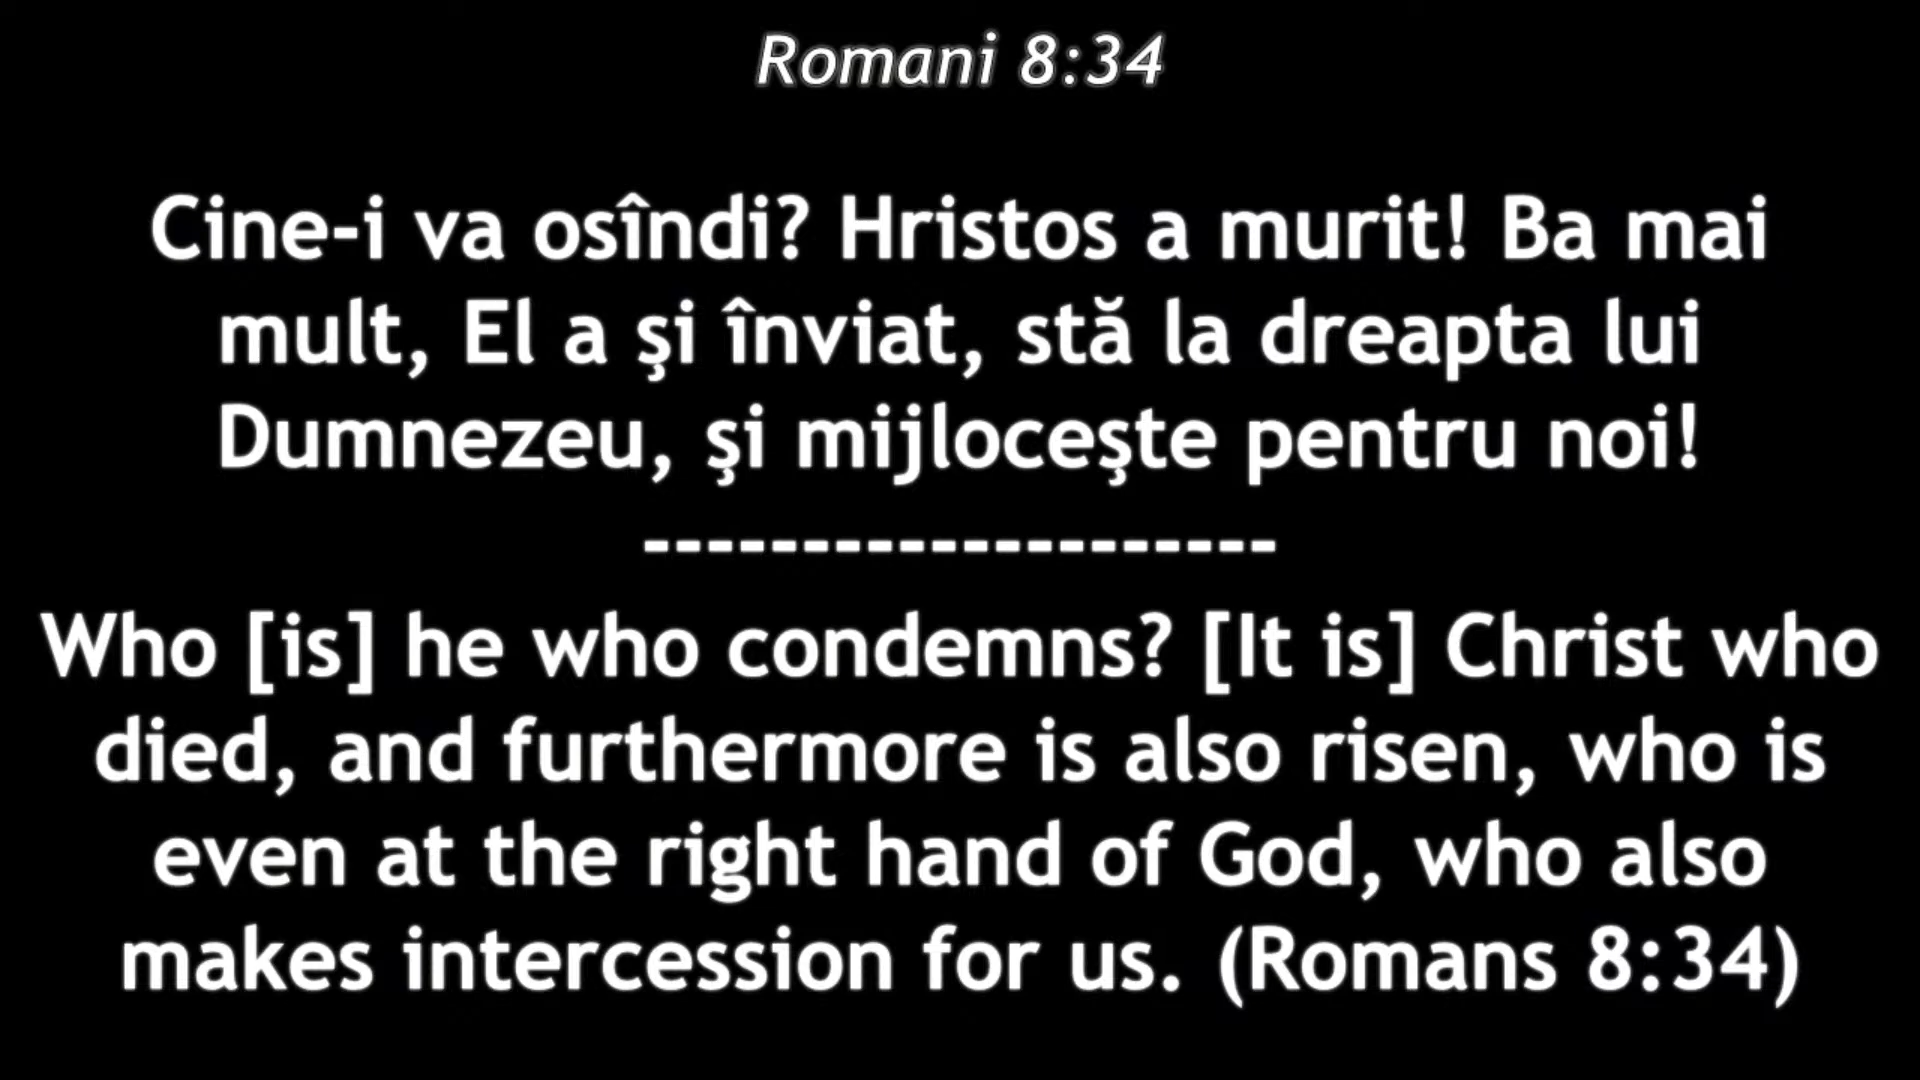 Romani 8:34
Cine-i va osîndi? Hristos a murit! Ba mai
mult, El a şi înviat, stă la dreapta lui
Dumnezeu, şi mijloceşte pentru noi!
--------------------
Who [is] he who condemns? [It is] Christ who
died, and furthermore is also risen, who is
even at the right hand of God, who also
makes intercession for us. (Romans 8:34)